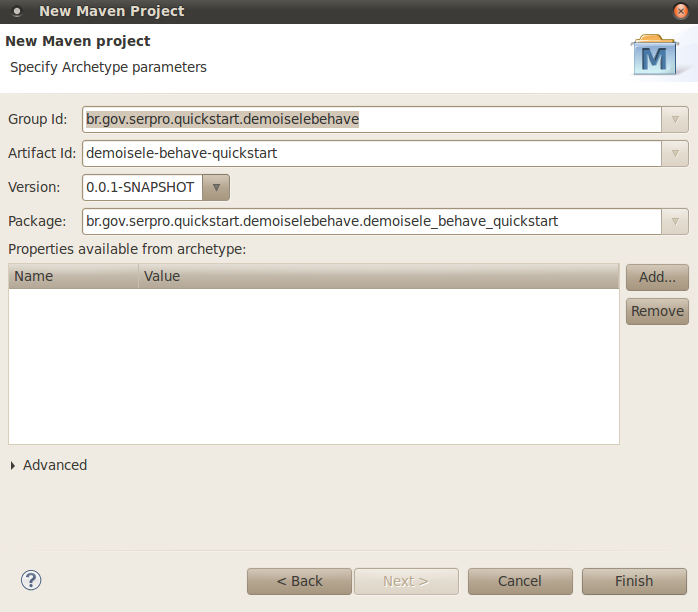 New Maven Project
New Maven project
Specify Archetype parameters
M
Group Id: br.gov.serpro.quickstart.demoiselebehave
Artifact Id: demoisele-behave-quickstart
Version: 0.0.1-SNAPSHOT
Package: br.gov.serpro.quickstart.demoiselebehave.demoisele_behave_quickstart
Properties available from archetype:
Name Value Add...
Remove
Advanced
? < Back Next > Cancel Finish